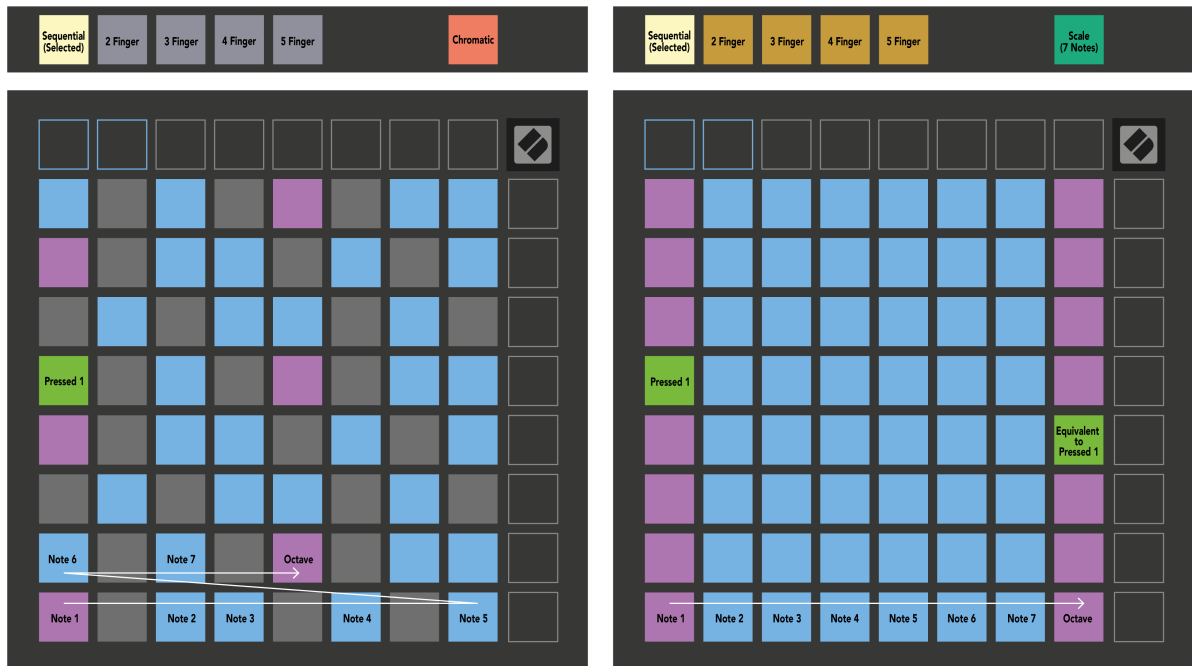 Sequential
(Selected)
2 Finger
3 Finger
4 Finger
5 Finger
Chromatic
Pressed 1
Note 6
Note 7
Octave
Note 1
Note 2
Note 3
Note 4
Note 5
Sequential
(Selected)
2 Finger
3 Finger
4 Finger
5 Finger
Scale
(7 Notes)
Pressed 1
Equivalent
to
Pressed 1
Note 1
Note 2
Note 3
Note 4
Note 5
Note 6
Note 7
Octave